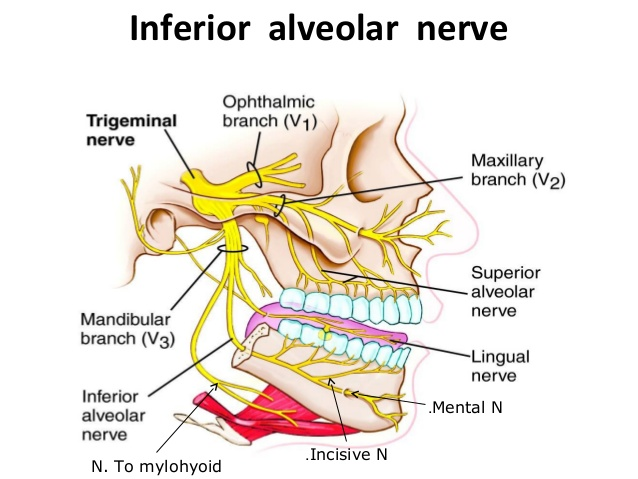 Inferior alveolar nerve
Ophthalmic
branch (V1)
Trigeminal
nerve
Maxillary
branch (V2)
Superior
alveolar
nerve
Mandibular
branch (V3)
Lingual
nerve
Inferior
alveolar
nerve
.Mental N
.Incisive N
N. To mylohyoid